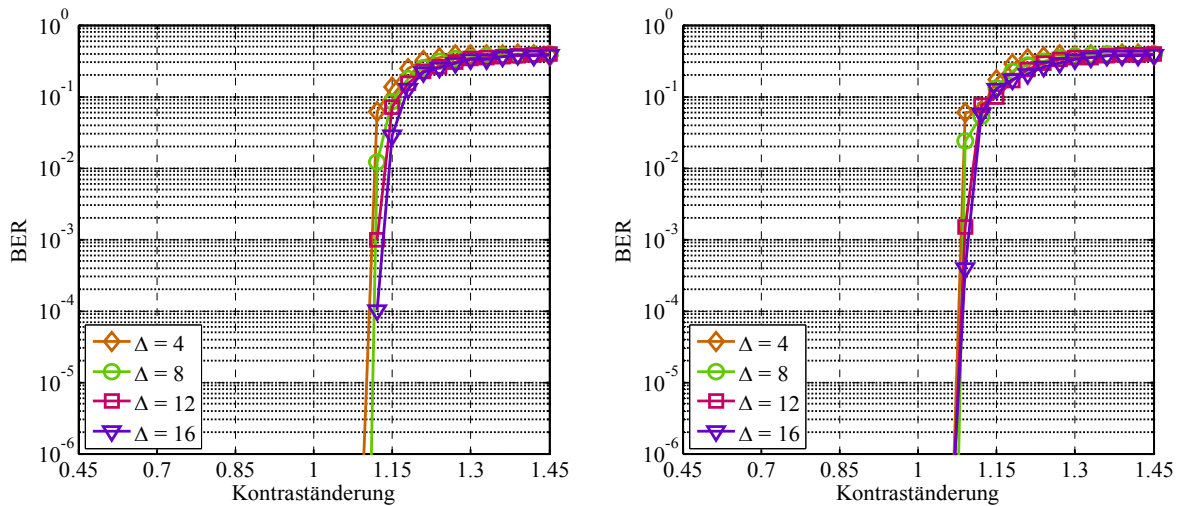 10^0
10^-1
10^-2
10^-3
10^-4
10^-5
10^-6
BER
0.45
0.7
0.85
1
1.15
1.3
1.45
Kontraständerung
Δ = 4
Δ = 8
Δ = 12
Δ = 16
10^0
10^-1
10^-2
10^-3
10^-4
10^-5
10^-6
BER
0.45
0.7
0.85
1
1.15
1.3
1.45
Kontraständerung
Δ = 4
Δ = 8
Δ = 12
Δ = 16